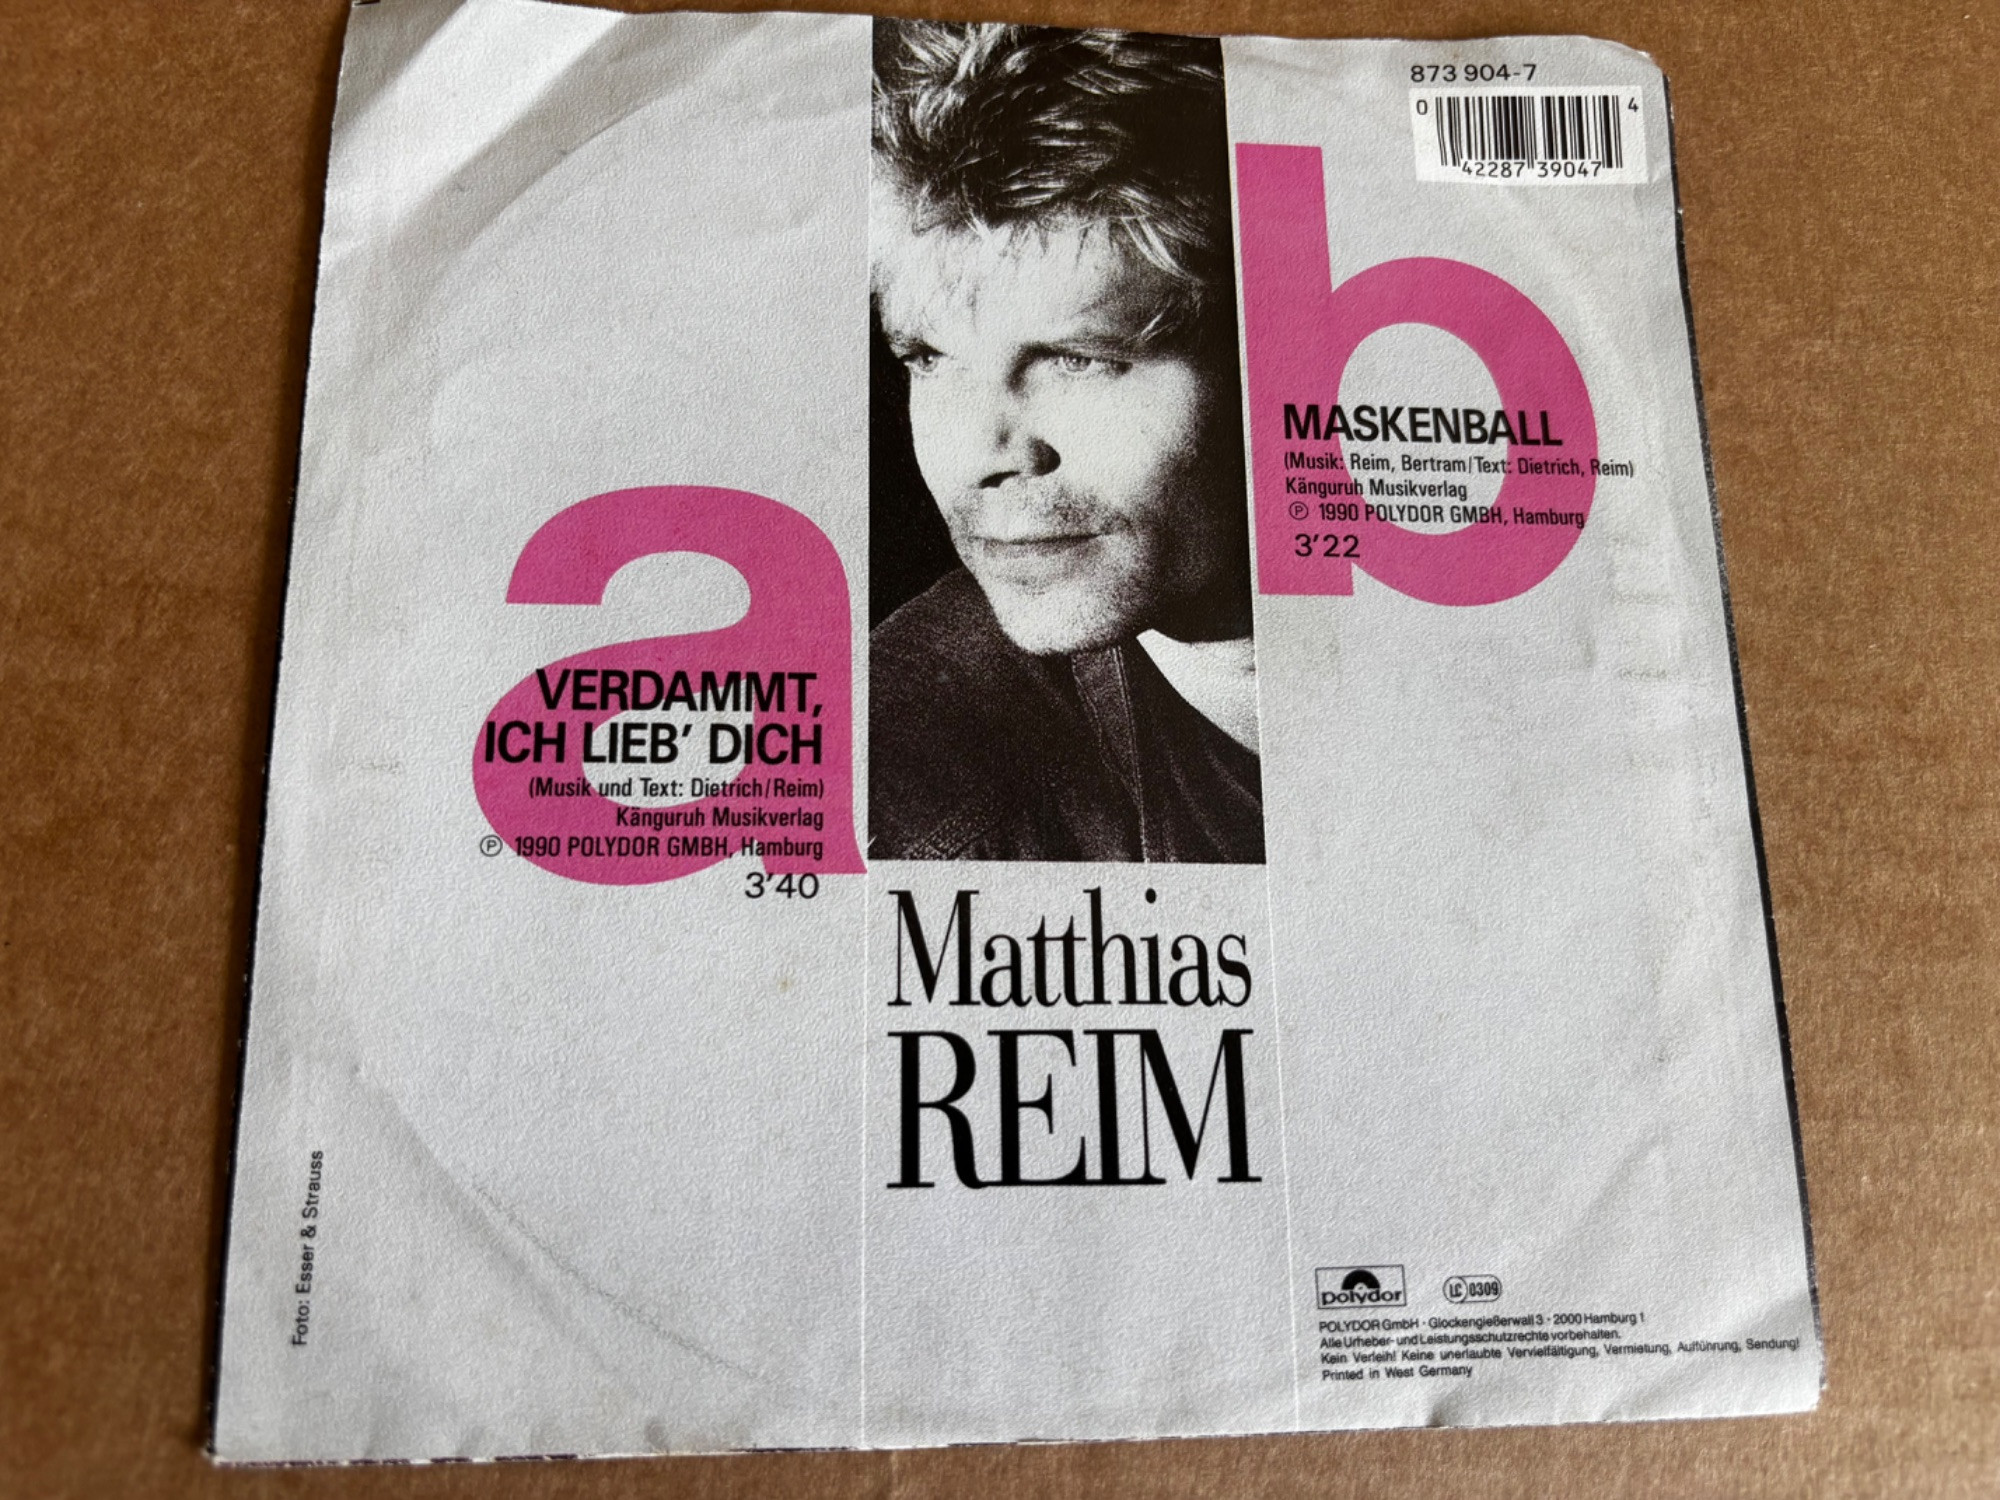 873 904-7
0 42287 39047 4
MASKENBALL
(Musik: Reim, Bertram/Text: Dietrich, Reim)
Känguruh Musikverlag
Ⓟ 1990 POLYDOR GMBH, Hamburg
3'22
VERDAMMT,
ICH LIEB' DICH
(Musik und Text: Dietrich/Reim)
Känguruh Musikverlag
Ⓟ 1990 POLYDOR GMBH, Hamburg
3'40
Matthias
REIM
Foto: Esser & Strauss
polydor
LC 0309
POLYDOR GmbH · Glockengießerwall 3 · 2000 Hamburg 1
Alle Urheber- und Leistungsschutzrechte vorbehalten.
Kein Verleih! Keine unerlaubte Vervielfältigung, Vermietung, Aufführung, Sendung!
Printed in West Germany
a
b